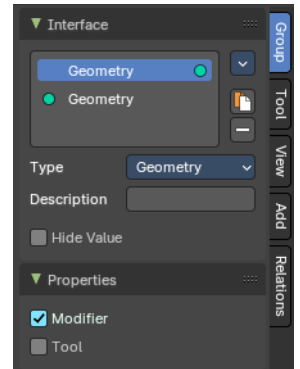 Interface
Geometry
Geometry
Type
Geometry
Description
Hide Value
Properties
Modifier
Tool
Group
Tool
View
Add
Relations